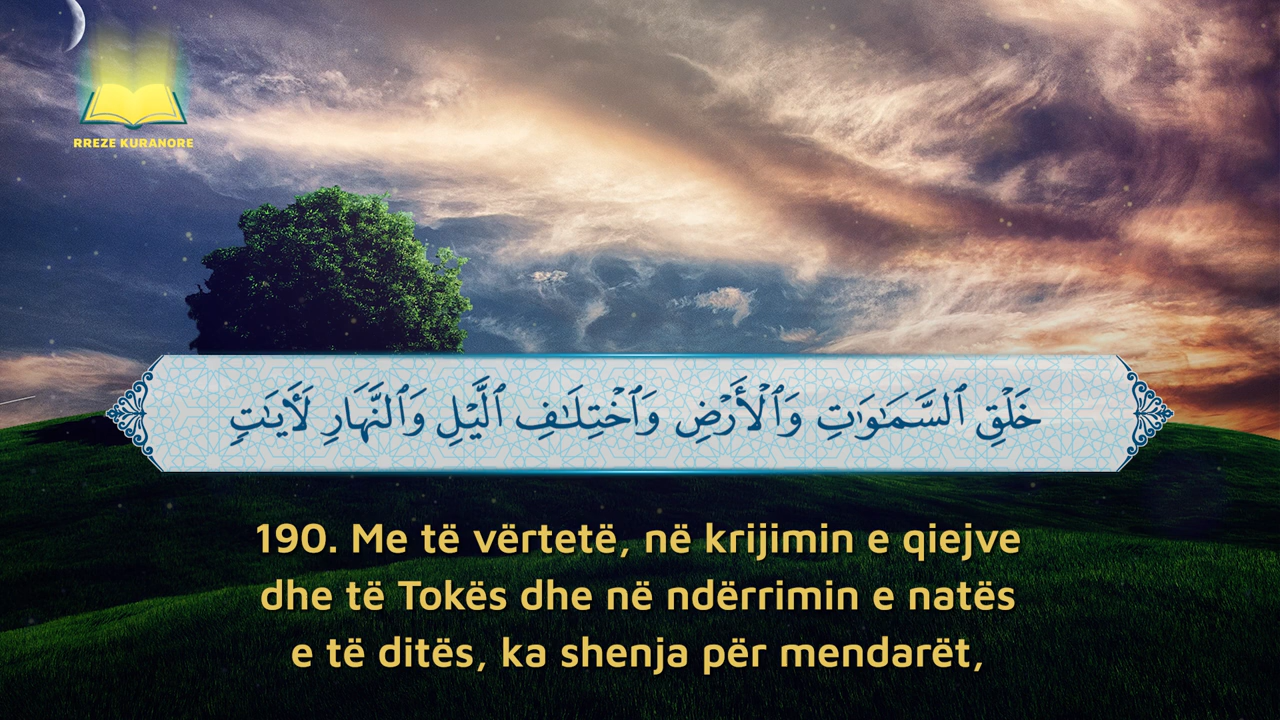 RREZE KURANORE
خَلْقِ ٱلسَّمَـٰوَٰتِ وَٱلْأَرْضِ وَٱخْتِلَـٰفِ ٱلَّيْلِ وَٱلنَّهَارِ لَـَٔايَـٰتٍ
190. Me të vërtetë, në krijimin e qiejve
dhe të Tokës dhe në ndërrimin e natës
e të ditës, ka shenja për mendarët,